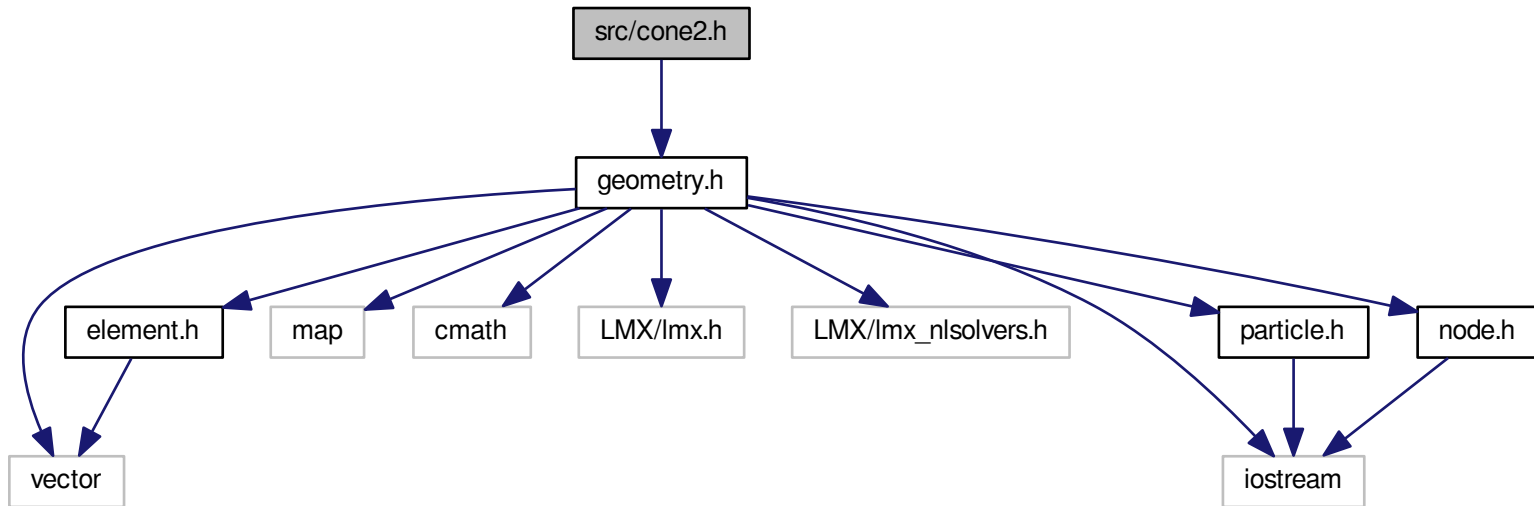 src/cone2.h
geometry.h
element.h
map
cmath
LMX/lmx.h
LMX/lmx_nlsolvers.h
particle.h
node.h
vector
iostream